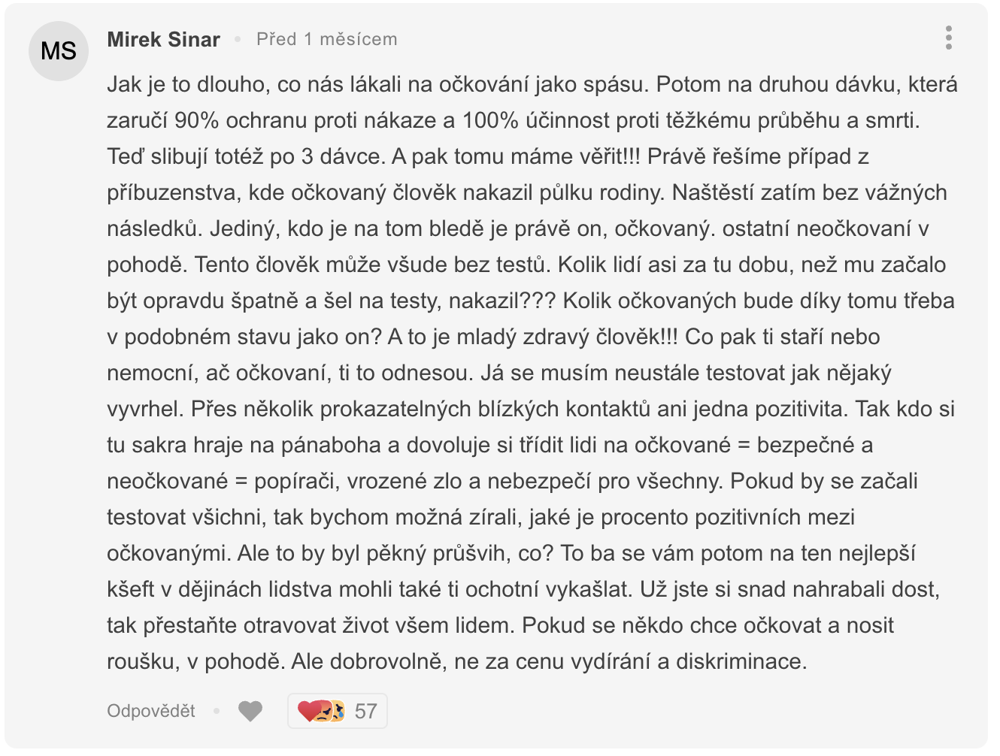 MS
Mirek Sinar • Před 1 měsícem
Jak je to dlouho, co nás lákali na očkování jako spásu. Potom na druhou dávku, která
zaručí 90% ochranu proti nákaze a 100% účinnost proti těžkému průběhu a smrti.
Teď slibují totéž po 3 dávce. A pak tomu máme věřit!!! Právě řešíme případ z
příbuzenstva, kde očkovaný člověk nakazil půlku rodiny. Naštěstí zatím bez vážných
následků. Jediný, kdo je na tom bledě je právě on, očkovaný. ostatní neočkovaní v
pohodě. Tento člověk může všude bez testů. Kolik lidí asi za tu dobu, než mu začalo
být opravdu špatně a šel na testy, nakazil??? Kolik očkovaných bude díky tomu třeba
v podobném stavu jako on? A to je mladý zdravý člověk!!! Co pak ti staří nebo
nemocní, ač očkovaní, ti to odnesou. Já se musím neustále testovat jak nějaký
vyvrhel. Přes několik prokazatelných blízkých kontaktů ani jedna pozitivita. Tak kdo si
tu sakra hraje na pánaboha a dovoluje si třídit lidi na očkované = bezpečné a
neočkované = popírači, vrozené zlo a nebezpečí pro všechny. Pokud by se začali
testovat všichni, tak bychom možná zírali, jaké je procento pozitivních mezi
očkovanými. Ale to by byl pěkný průšvih, co? To ba se vám potom na ten nejlepší
kšeft v dějinách lidstva mohli také ti ochotní vykašlat. Už jste si snad nahrabali dost,
tak přestaňte otravovat život všem lidem. Pokud se někdo chce očkovat a nosit
roušku, v pohodě. Ale dobrovolně, ne za cenu vydírání a diskriminace.
Odpovědět • 57